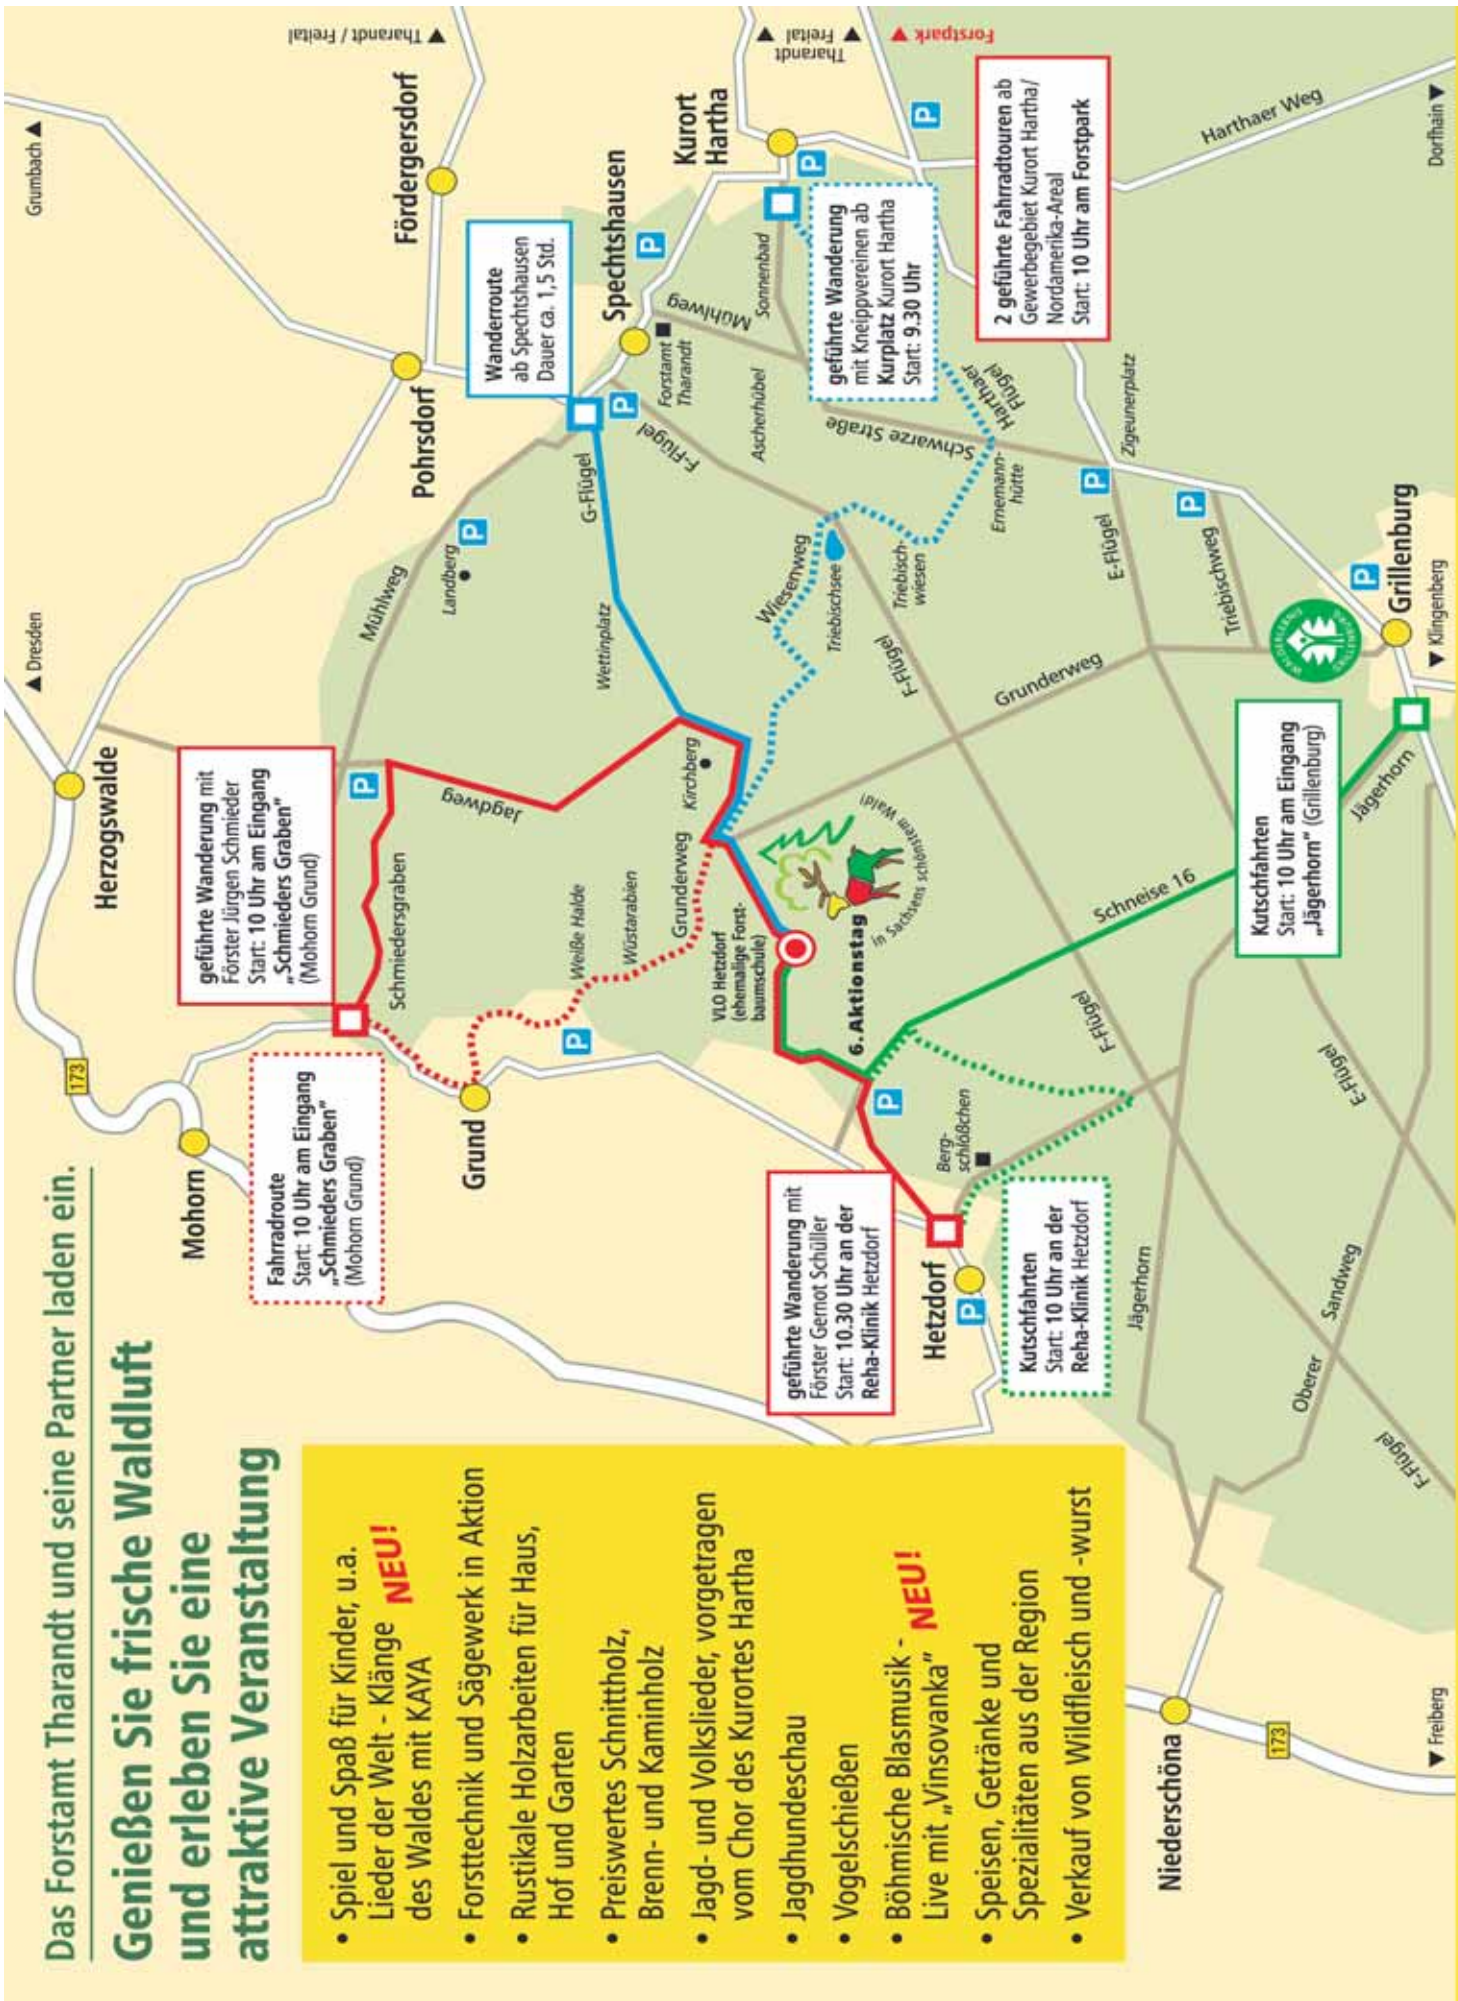 Das Forstamt Tharandt und seine Partner laden ein.
Genießen Sie frische Waldluft
und erleben Sie eine
attraktive Veranstaltung
• Spiel und Spaß für Kinder, u.a.
Lieder der Welt - Klänge
des Waldes mit KAYA
NEU!
• Forsttechnik und Sägewerk in Aktion
• Rustikale Holzarbeiten für Haus,
Hof und Garten
• Preiswertes Schnittholz,
Brenn- und Kaminholz
• Jagd- und Volkslieder, vorgetragen
vom Chor des Kurortes Hartha
• Jagdhundeschau
• Vogelschießen
• Böhmische Blasmusik -
Live mit „Vinsovanka"
NEU!
• Speisen, Getränke und
Spezialitäten aus der Region
• Verkauf von Wildfleisch und -wurst
Mohorn
173
Fahrradroute
Start: 10 Uhr am Eingang
„Schmieders Graben"
(Mohorn Grund)
Grund
P
geführte Wanderung mit
Förster Jürgen Schmieder
Start: 10 Uhr am Eingang
„Schmieders Graben"
(Mohorn Grund)
Herzogswalde
▲ Dresden
Grumbach ▲
▲ Tharandt / Freital
Fördergersdorf
Pohrsdorf
Mühlweg
P
Landberg
P
Schmiedersgraben
Jagdweg
Wettinplatz
G-Flügel
Wanderroute
ab Spechtshausen
Dauer ca. 1,5 Std.
Spechtshausen
P
P
Forstamt
Tharandt
Mühlweg
F-Flügel
Kurort
Hartha
P
Tharandt
▲ Freital ▲
▲ Forstpark
P
Sonnenbad
Ascherhübel
geführte Wanderung
mit Kneippvereinen ab
Kurplatz Kurort Hartha
Start: 9.30 Uhr
2 geführte Fahrradtouren ab
Gewerbegebiet Kurort Hartha/
Nordamerika-Areal
Start: 10 Uhr am Forstpark
Harthaer Weg
Dorfhain ▼
Schwarze Straße
Harthaer
Flügel
Ernemann-
hütte
Zigeunerplatz
P
P
E-Flügel
Triebischweg
Wiesenweg
Triebischsee
Triebisch-
wiesen
F-Flügel
Grunderweg
Kirchberg
Grunderweg
Wüstarabien
Weiße Halde
VLO Hetzdorf
(ehemalige Forst-
baumschule)
6. Aktionstag
in Sachsens schönstem Wald!
P
Grillenburg
▼ Klingenberg
Jägerhorn
Kutschfahrten
Start: 10 Uhr am Eingang
„Jägerhorn" (Grillenburg)
Schneise 16
F-Flügel
E-Flügel
P
Berg-
schlößchen
geführte Wanderung mit
Förster Gernot Schüller
Start: 10.30 Uhr an der
Reha-Klinik Hetzdorf
Hetzdorf
P
Kutschfahrten
Start: 10 Uhr an der
Reha-Klinik Hetzdorf
Jägerhorn
Oberer
Sandweg
F-Flügel
Niederschöna
173
▼ Freiberg